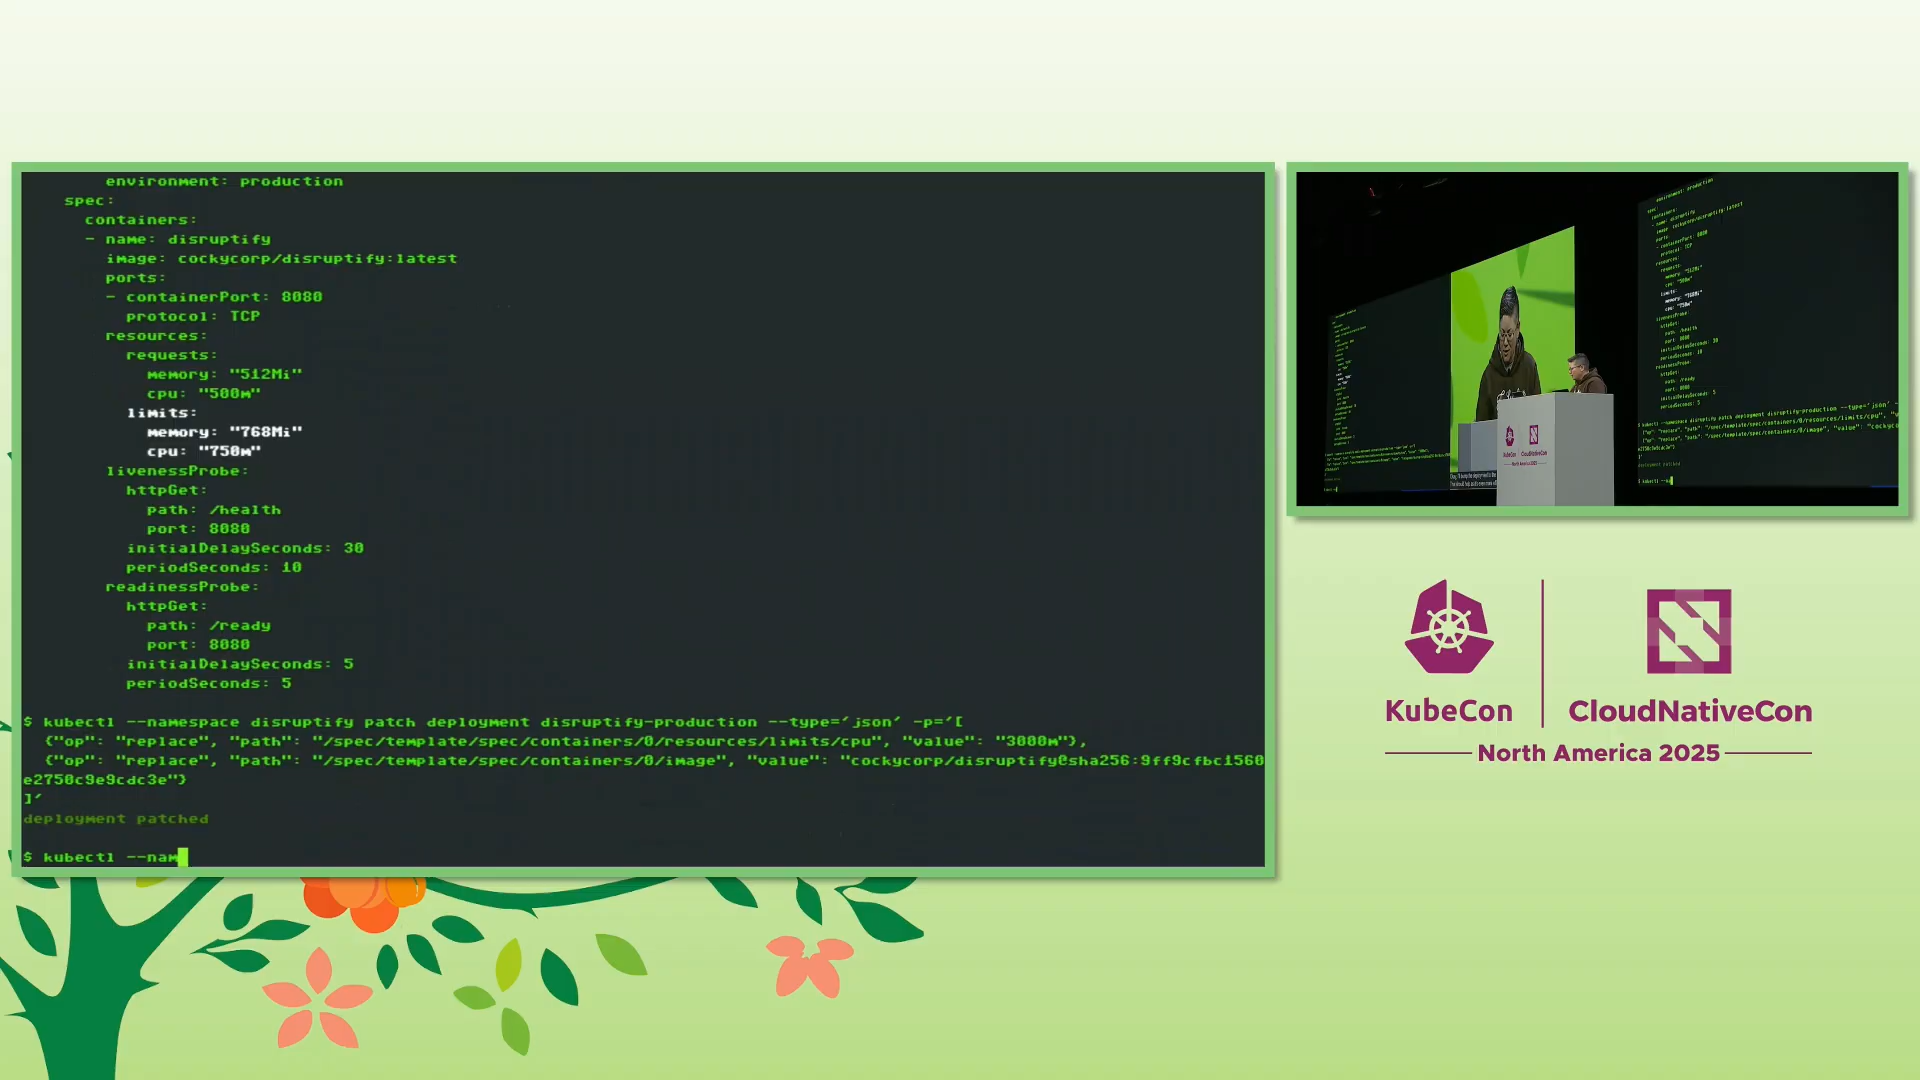 environment: production
spec:
containers:
- name: disruptify
image: cockycorp/disruptify:latest
ports:
- containerPort: 8080
protocol: TCP
resources:
requests:
memory: "512Mi"
cpu: "500m"
limits:
memory: "768Mi"
cpu: "750m"
livenessProbe:
httpGet:
path: /health
port: 8080
initialDelaySeconds: 30
periodSeconds: 10
readinessProbe:
httpGet:
path: /ready
port: 8080
initialDelaySeconds: 5
periodSeconds: 5
$ kubectl --namespace disruptify patch deployment disruptify-production --type='json' -p='[
{"op": "replace", "path": "/spec/template/spec/containers/0/resources/limits/cpu", "value": "3000m"},
{"op": "replace", "path": "/spec/template/spec/containers/0/image", "value": "cockycorp/disruptify@sha256:9ff9cfbc1560
e2750c9e9cdc3e"}
]'
deployment patched
$ kubectl --nam
KubeCon
CloudNativeCon
North America 2025